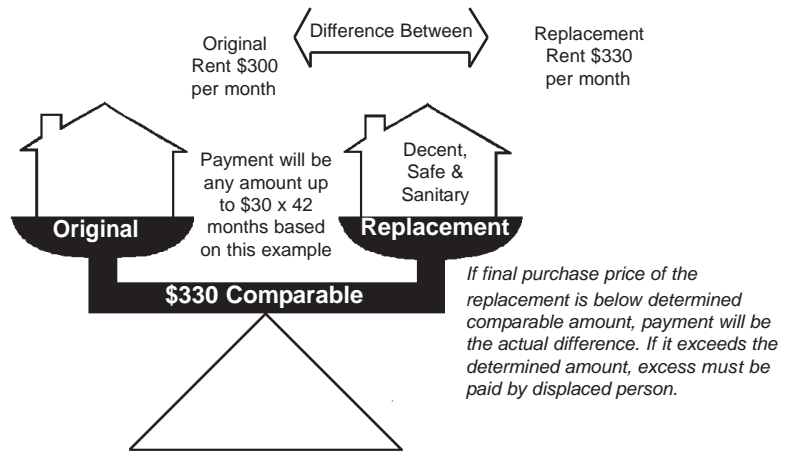 Difference Between
Original
Rent $300
per month
Replacement
Rent $330
per month
Payment will be
any amount up
to $30 x 42
months based
on this example
Decent,
Safe &
Sanitary
Original
Replacement
$330 Comparable
If final purchase price of the
replacement is below determined
comparable amount, payment will be
the actual difference. If it exceeds the
determined amount, excess must be
paid by displaced person.